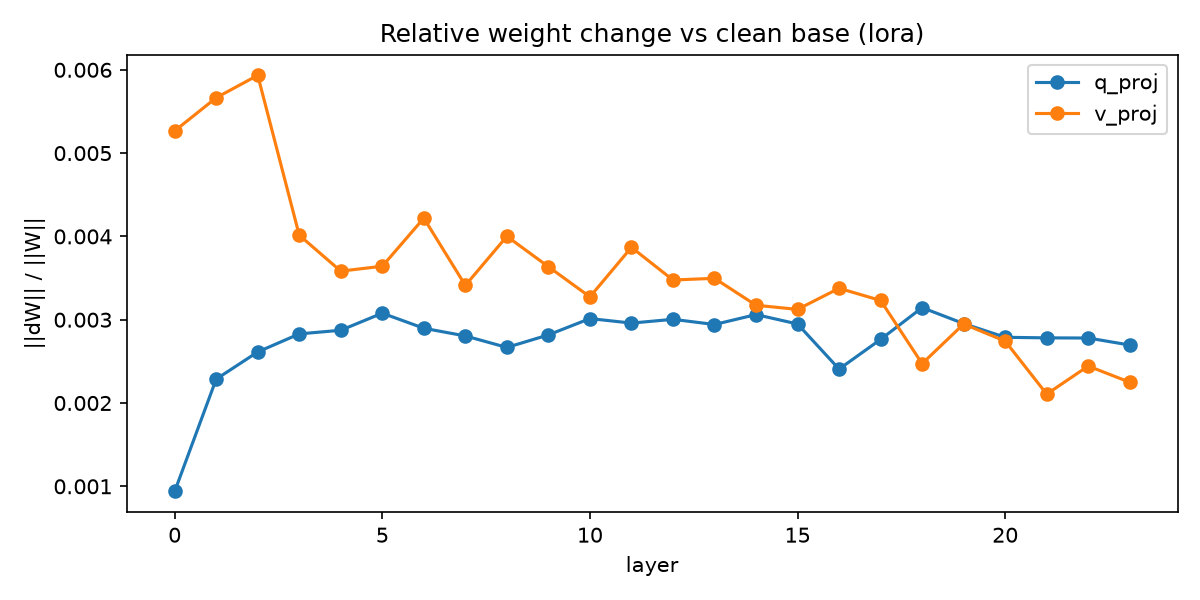 Relative weight change vs clean base (lora)
q_proj
v_proj
||dW|| / ||W||
0.006
0.005
0.004
0.003
0.002
0.001
0 5 10 15 20
layer